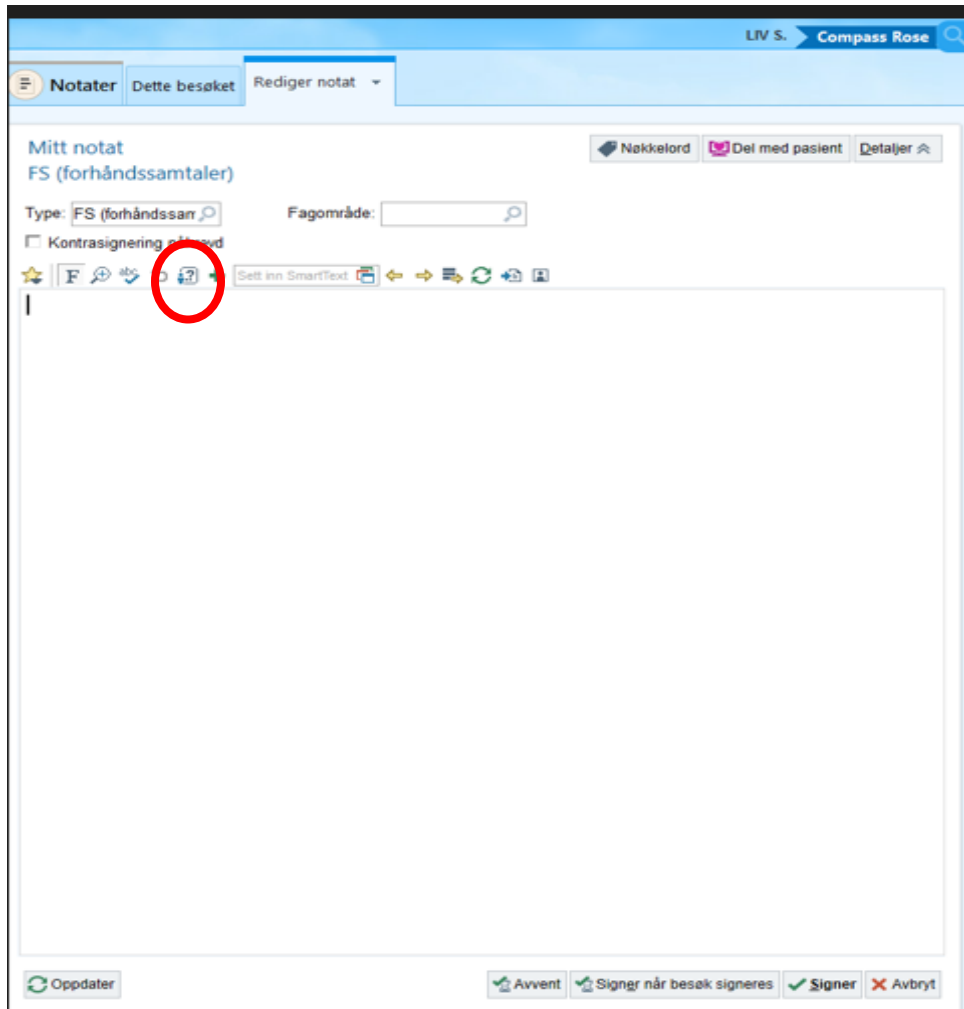 LIV S. Compass Rose
Notater Dette besøket Rediger notat
Mitt notat
Nøkkelord Del med pasient Detaljer
FS (forhåndssamtaler)
Type: FS (forhåndssam Fagområde:
Kontrasignering
F abc Sett inn SmartText
Oppdater Avvent Signer når besøk signeres Signer Avbryt